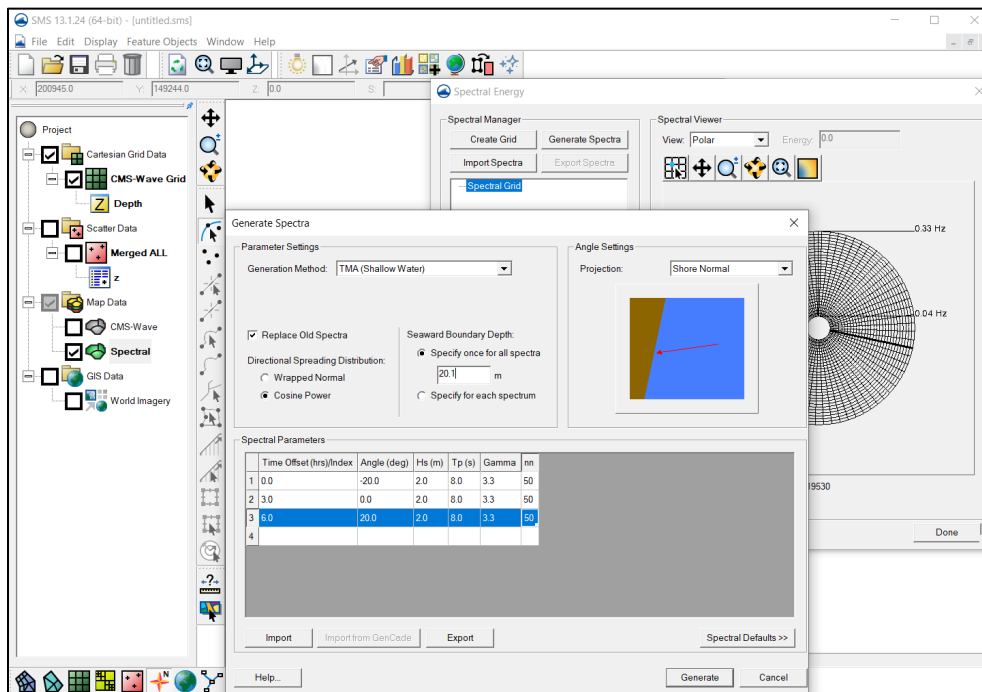 SMS 13.1.24 (64-bit) - [untitled.sms]
File Edit Display Feature Objects Window Help
X: 200945.0 Y: 149244.0 Z: 0.0 S:
Project
Cartesian Grid Data
CMS-Wave Grid
Z Depth
Scatter Data
Merged ALL
z
Map Data
CMS-Wave
Spectral
GIS Data
World Imagery
Spectral Energy
Spectral Manager
Create Grid Generate Spectra
Import Spectra Export Spectra
Spectral Grid
Spectral Viewer
View: Polar Energy: 0.0
0.33 Hz
0.04 Hz
19530
Done
Generate Spectra
Parameter Settings
Generation Method: TMA (Shallow Water)
Replace Old Spectra
Directional Spreading Distribution:
Wrapped Normal
Cosine Power
Seaward Boundary Depth:
Specify once for all spectra
20.1 m
Specify for each spectrum
Angle Settings
Projection: Shore Normal
Spectral Parameters
Time Offset (hrs)/Index Angle (deg) Hs (m) Tp (s) Gamma nn
1 0.0 -20.0 2.0 8.0 3.3 50
2 3.0 0.0 2.0 8.0 3.3 50
3 6.0 20.0 2.0 8.0 3.3 50
4
Import Import from GenCade Export Spectral Defaults >>
Help... Generate Cancel
-?-
N